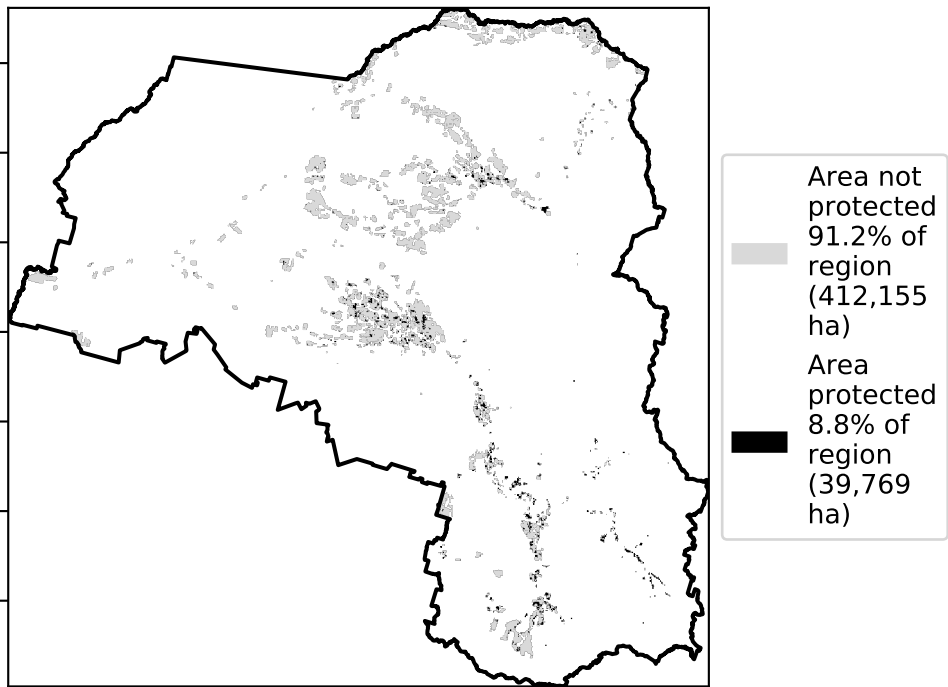 Area not
protected
91.2% of
region
(412,155
ha)
Area
protected
8.8% of
region
(39,769
ha)